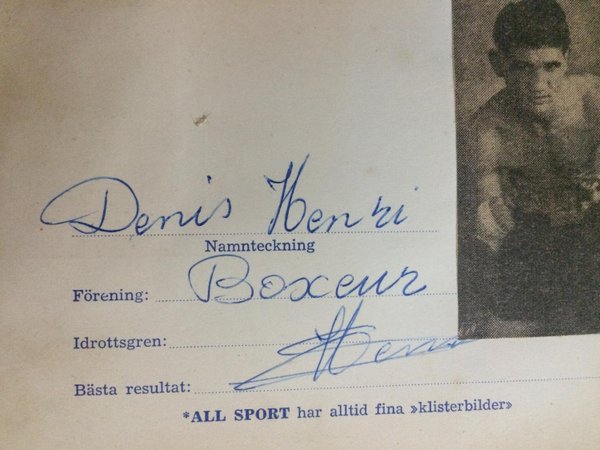 Denis Henri
Namnteckning
Förening: Boxeur
Idrottsgren:
Bästa resultat:
*ALL SPORT har alltid fina »klisterbilder»